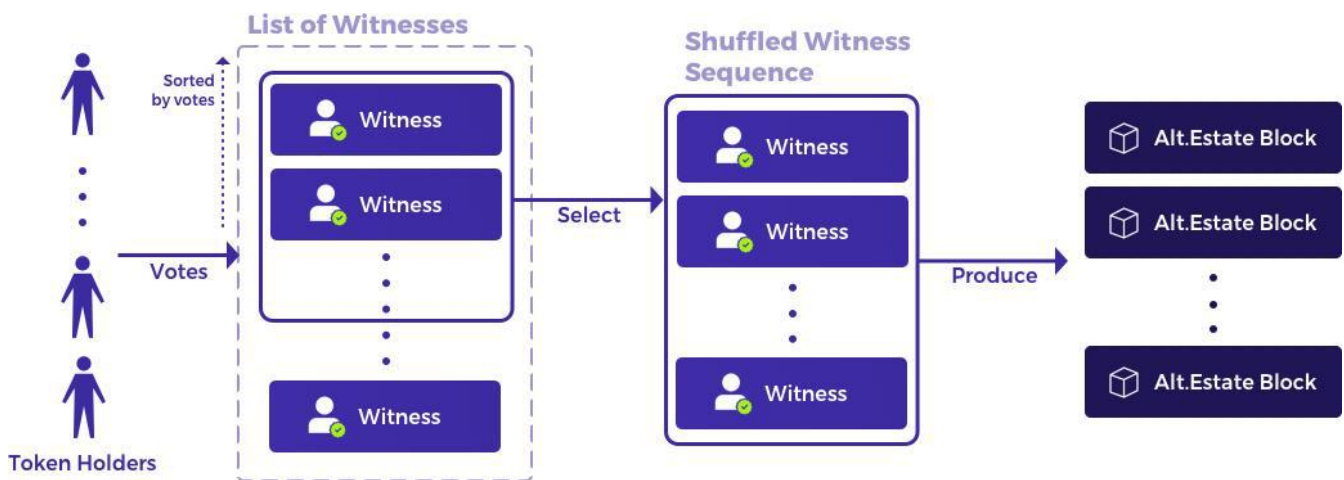 List of Witnesses
Sorted
by votes
Witness
Witness
Witness
Votes
Token Holders
Select
Shuffled Witness
Sequence
Witness
Witness
Witness
Produce
Alt.Estate Block
Alt.Estate Block
Alt.Estate Block